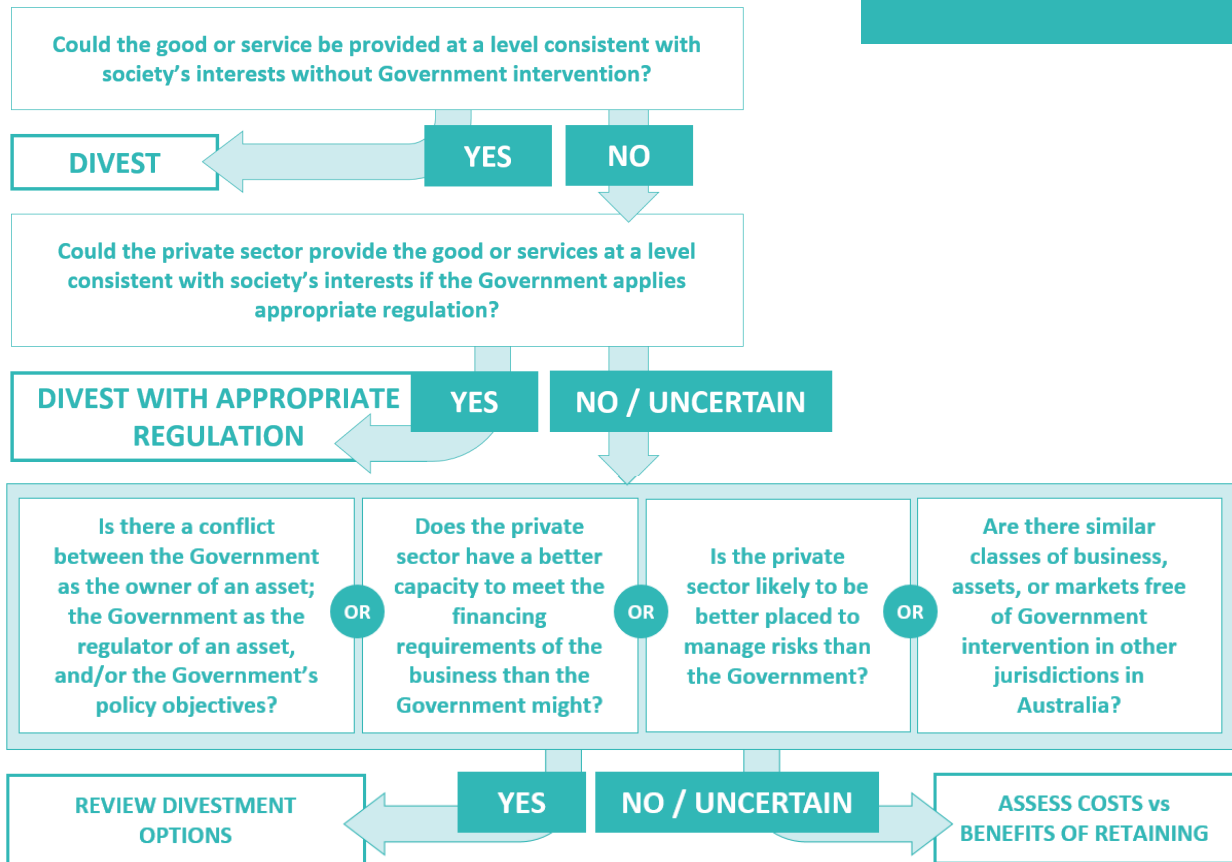 Could the good or service be provided at a level consistent with
society’s interests without Government intervention?
DIVEST
YES
NO
Could the private sector provide the good or services at a level
consistent with society’s interests if the Government applies
appropriate regulation?
DIVEST WITH APPROPRIATE
REGULATION
YES
NO / UNCERTAIN
Is there a conflict
between the Government
as the owner of an asset;
the Government as the
regulator of an asset,
and/or the Government’s
policy objectives?
OR
Does the private
sector have a better
capacity to meet the
financing
requirements of the
business than the
Government might?
OR
Is the private
sector likely to be
better placed to
manage risks than
the Government?
OR
Are there similar
classes of business,
assets, or markets free
of Government
intervention in other
jurisdictions in
Australia?
REVIEW DIVESTMENT
OPTIONS
YES
NO / UNCERTAIN
ASSESS COSTS vs
BENEFITS OF RETAINING